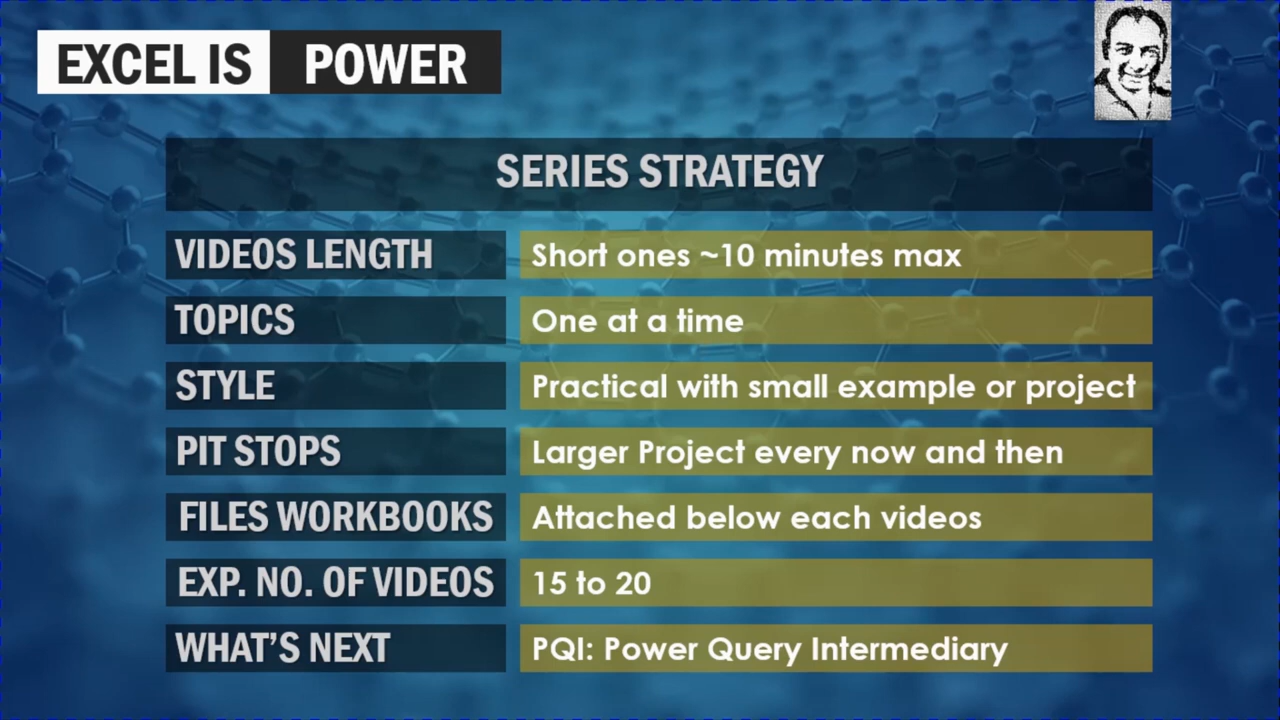 EXCEL IS POWER
SERIES STRATEGY
VIDEOS LENGTH Short ones ~10 minutes max
TOPICS One at a time
STYLE Practical with small example or project
PIT STOPS Larger Project every now and then
FILES WORKBOOKS Attached below each videos
EXP. NO. OF VIDEOS 15 to 20
WHAT'S NEXT PQI: Power Query Intermediary